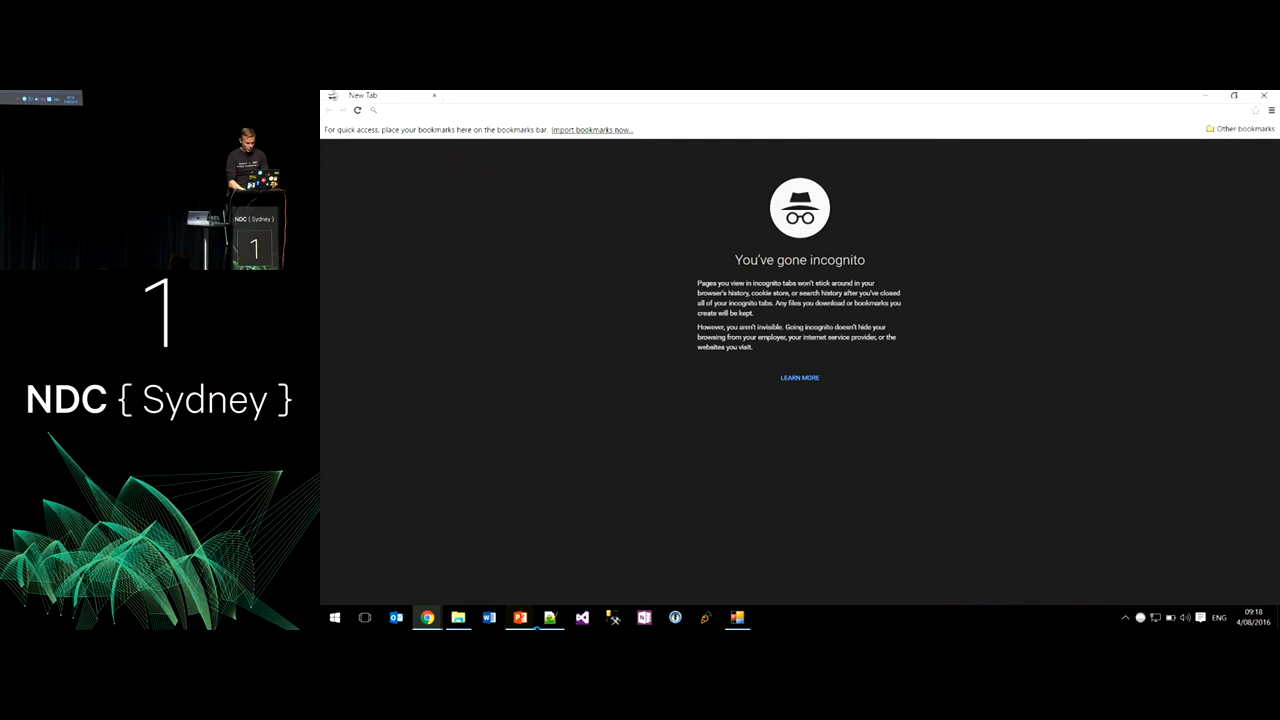 New Tab
For quick access, place your bookmarks here on the bookmarks bar. Import bookmarks now...
Other bookmarks
You've gone incognito
Pages you view in incognito tabs won't stick around in your
browser's history, cookie store, or search history after you've closed
all of your incognito tabs. Any files you download or bookmarks you
create will be kept.
However, you aren't invisible. Going incognito doesn't hide your
browsing from your employer, your internet service provider, or the
websites you visit.
LEARN MORE
NDC { Sydney }
1
1
NDC { Sydney }
ENG
09:18
4/08/2016